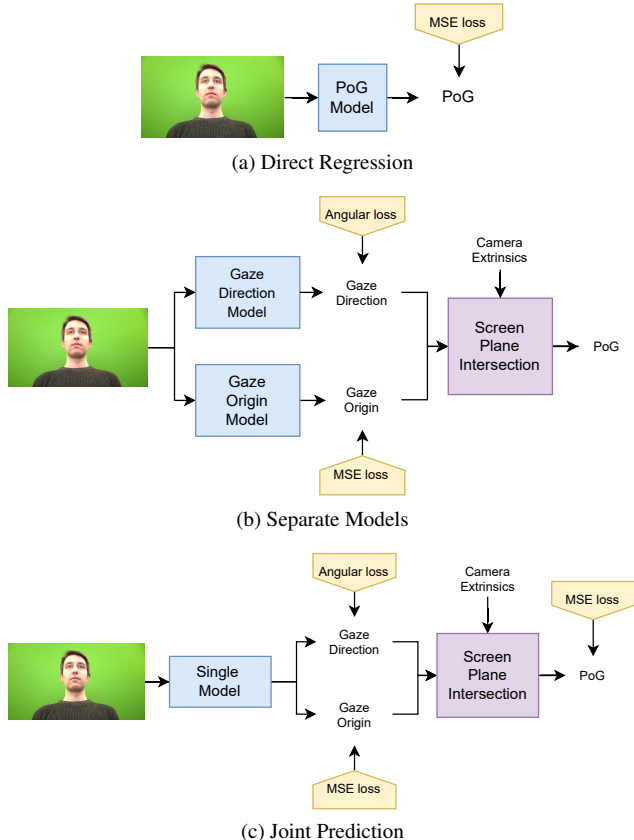 MSE loss
PoG
Model
PoG
(a) Direct Regression
Angular loss
Camera
Extrinsics
Gaze
Direction
Model
Gaze
Direction
Screen
Plane
Intersection
PoG
Gaze
Origin
Model
Gaze
Origin
MSE loss
(b) Separate Models
Angular loss
Camera
Extrinsics
MSE loss
Single
Model
Gaze
Direction
Gaze
Origin
Screen
Plane
Intersection
PoG
MSE loss
(c) Joint Prediction